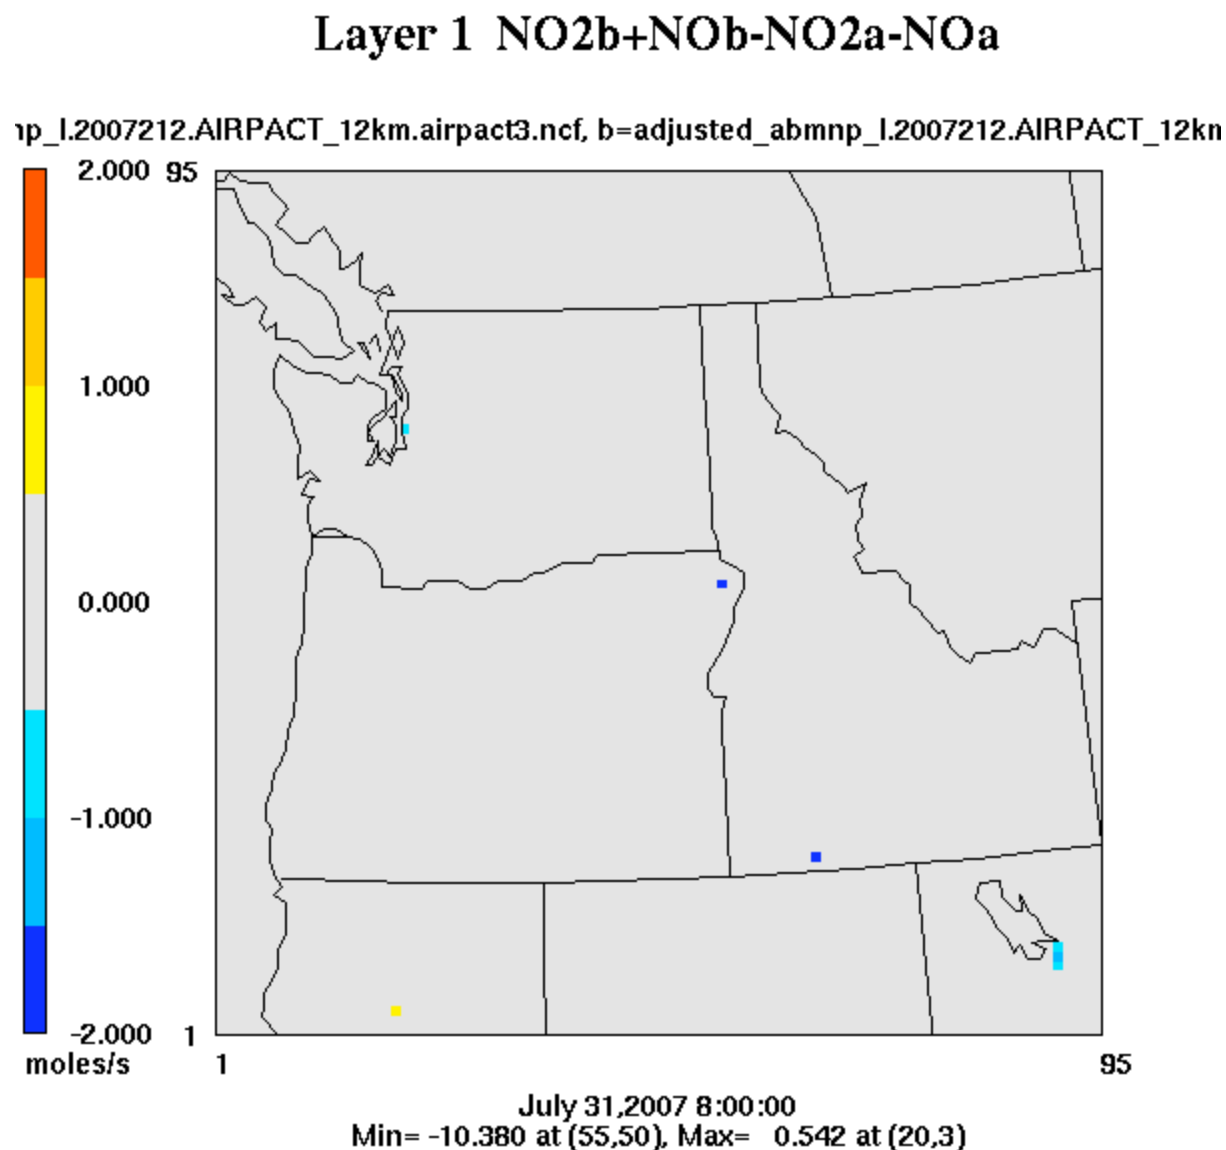 Layer 1 NO2b+NOb-NO2a-NOa
np_l.2007212.AIRPACT_12km.airpact3.ncf, b=adjusted_abmnp_l.2007212.AIRPACT_12km
2.000 95
1.000
0.000
-1.000
-2.000 1
moles/s 1 95
July 31,2007 8:00:00
Min= -10.380 at (55,50), Max= 0.542 at (20,3)